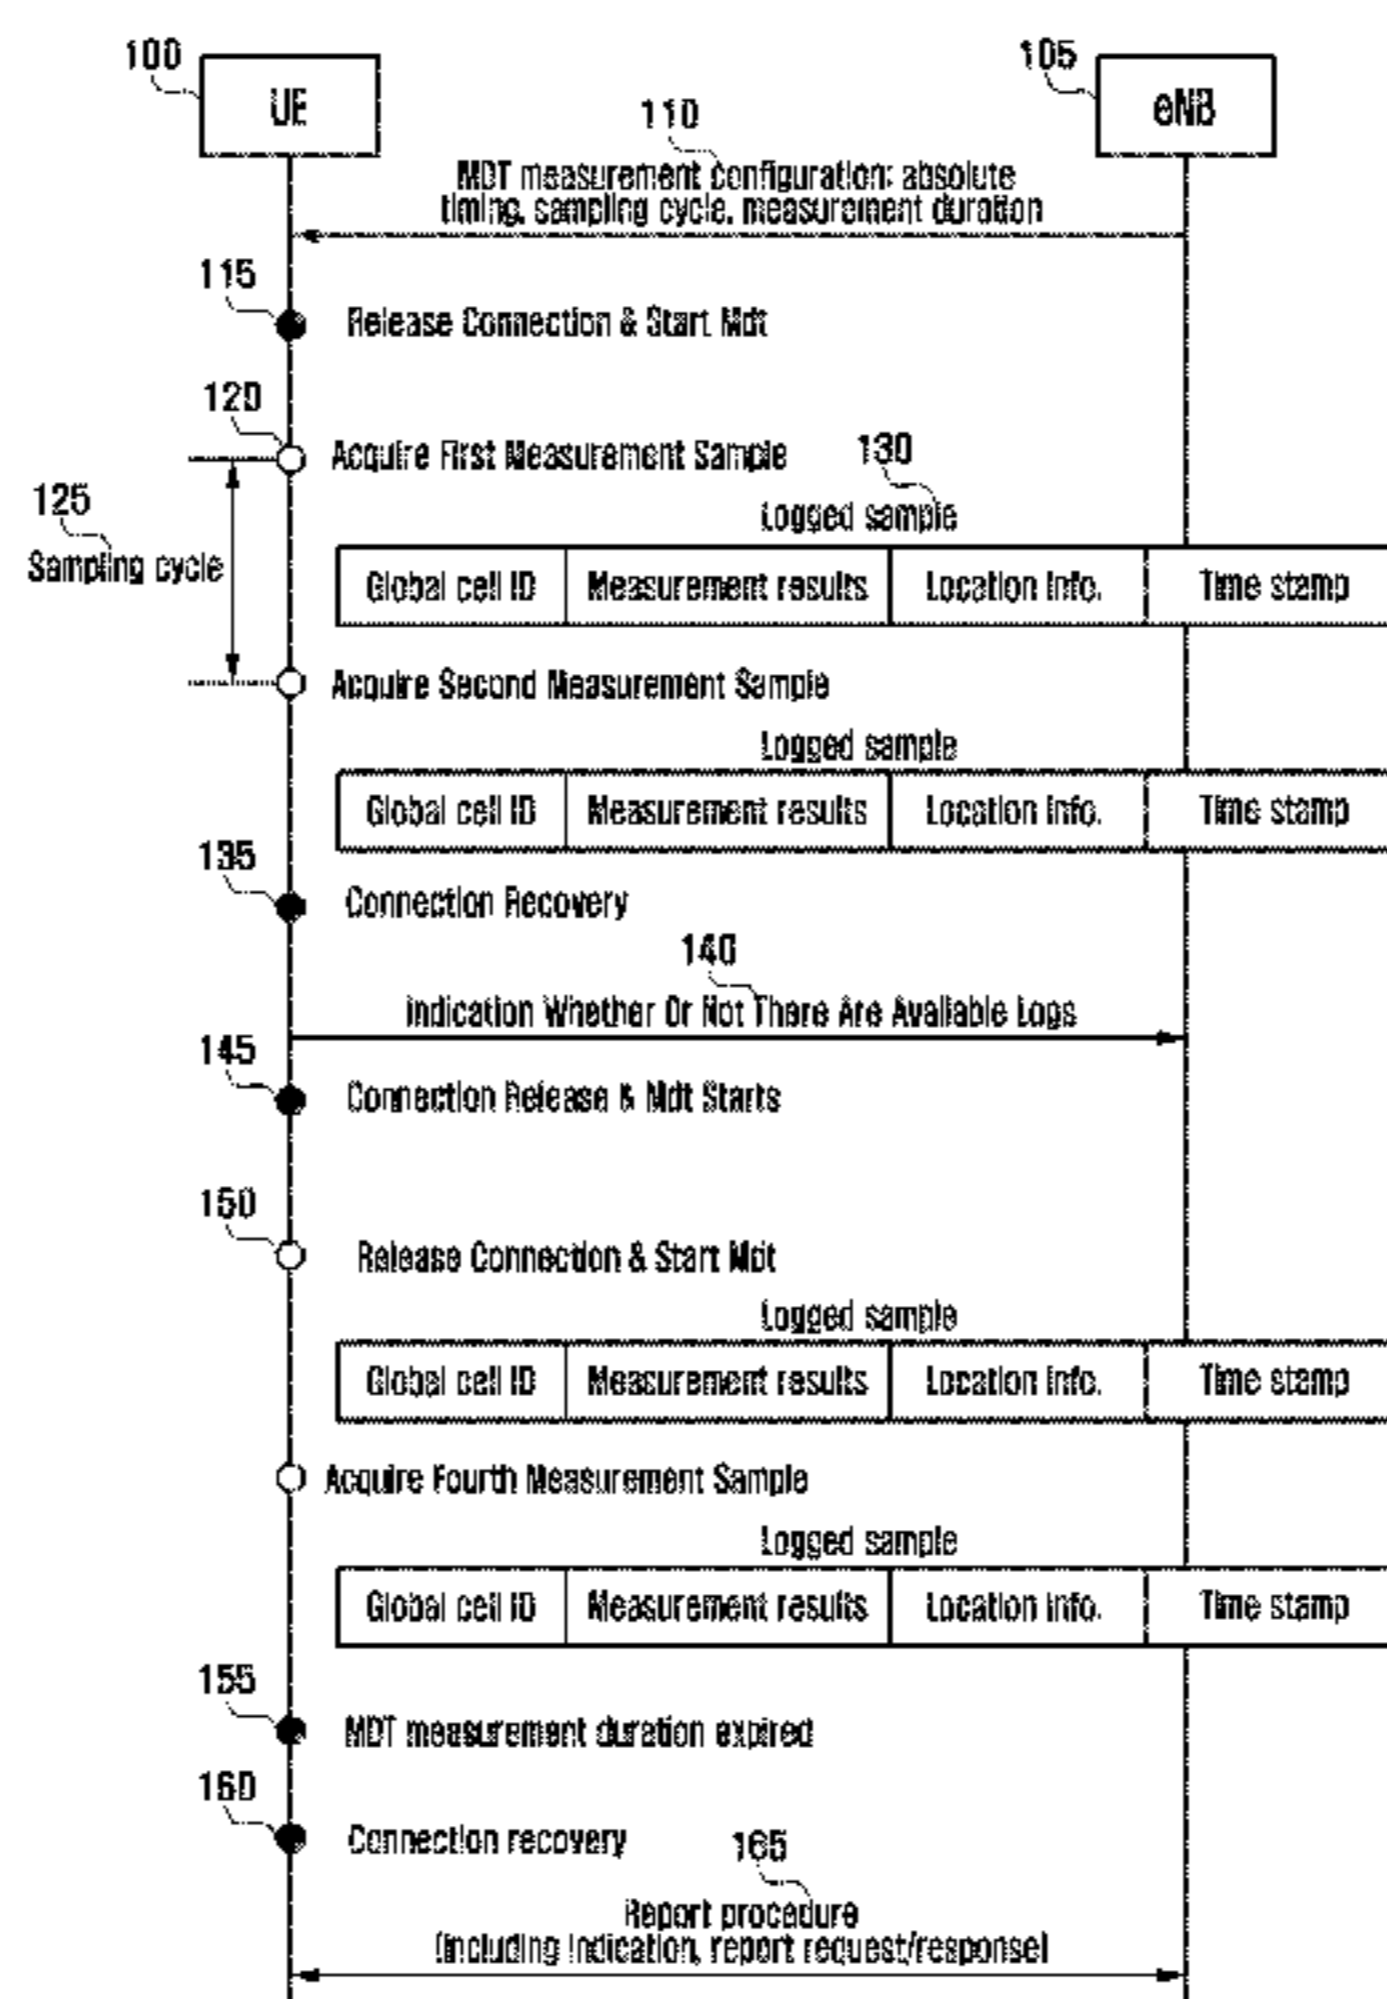 100
UE
105
eNB
110
MDT measurement configuration: absolute
timing, sampling cycle, measurement duration
115
Release Connection & Start Mdt
120
Acquire First Measurement Sample
130
Logged sample
125
Sampling cycle
Global cell ID Measurement results Location Info. Time stamp
Acquire Second Measurement Sample
Logged sample
Global cell ID Measurement results Location Info. Time stamp
135
Connection Recovery
140
Indication Whether Or Not There Are Available Logs
145
Connection Release & Mdt Starts
150
Release Connection & Start Mdt
Logged sample
Global cell ID Measurement results Location Info. Time stamp
Acquire Fourth Measurement Sample
Logged sample
Global cell ID Measurement results Location Info. Time stamp
155
MDT measurement duration expired
160
Connection recovery
165
Report procedure
(including indication, report request/response)